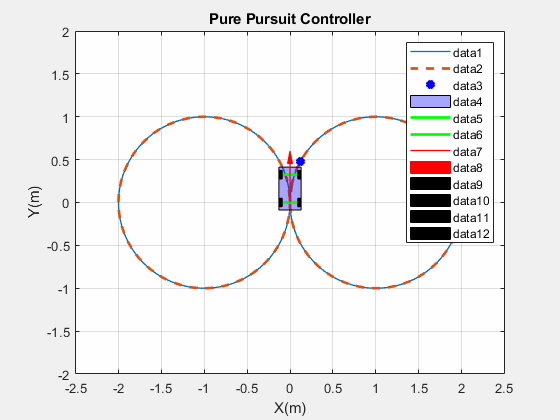 Pure Pursuit Controller
2
1.5
1
0.5
0
-0.5
-1
-1.5
-2
Y(m)
-2.5 -2 -1.5 -1 -0.5 0 0.5 1 1.5 2 2.5
X(m)
data1
data2
data3
data4
data5
data6
data7
data8
data9
data10
data11
data12